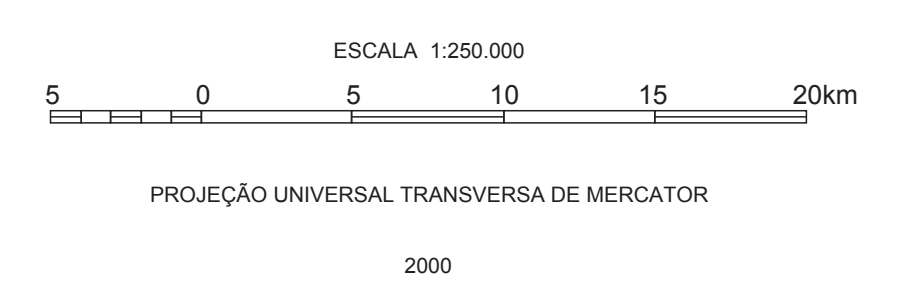 ESCALA 1:250.000
5 0 5 10 15 20km
PROJEÇÃO UNIVERSAL TRANSVERSA DE MERCATOR
2000